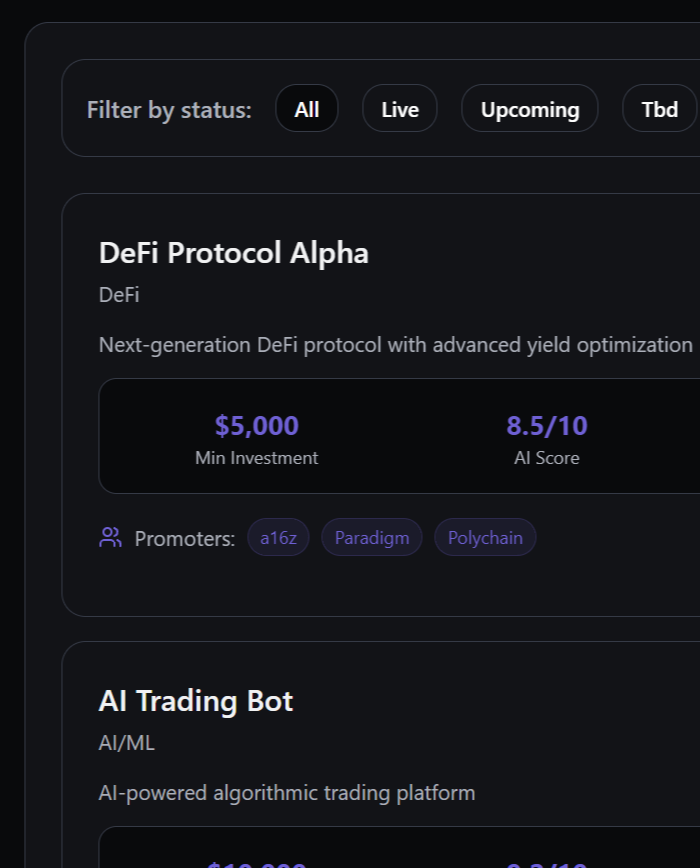 Filter by status: All Live Upcoming Tbd
DeFi Protocol Alpha
DeFi
Next-generation DeFi protocol with advanced yield optimization
$5,000 8.5/10
Min Investment AI Score
Promoters: a16z Paradigm Polychain
AI Trading Bot
AI/ML
AI-powered algorithmic trading platform